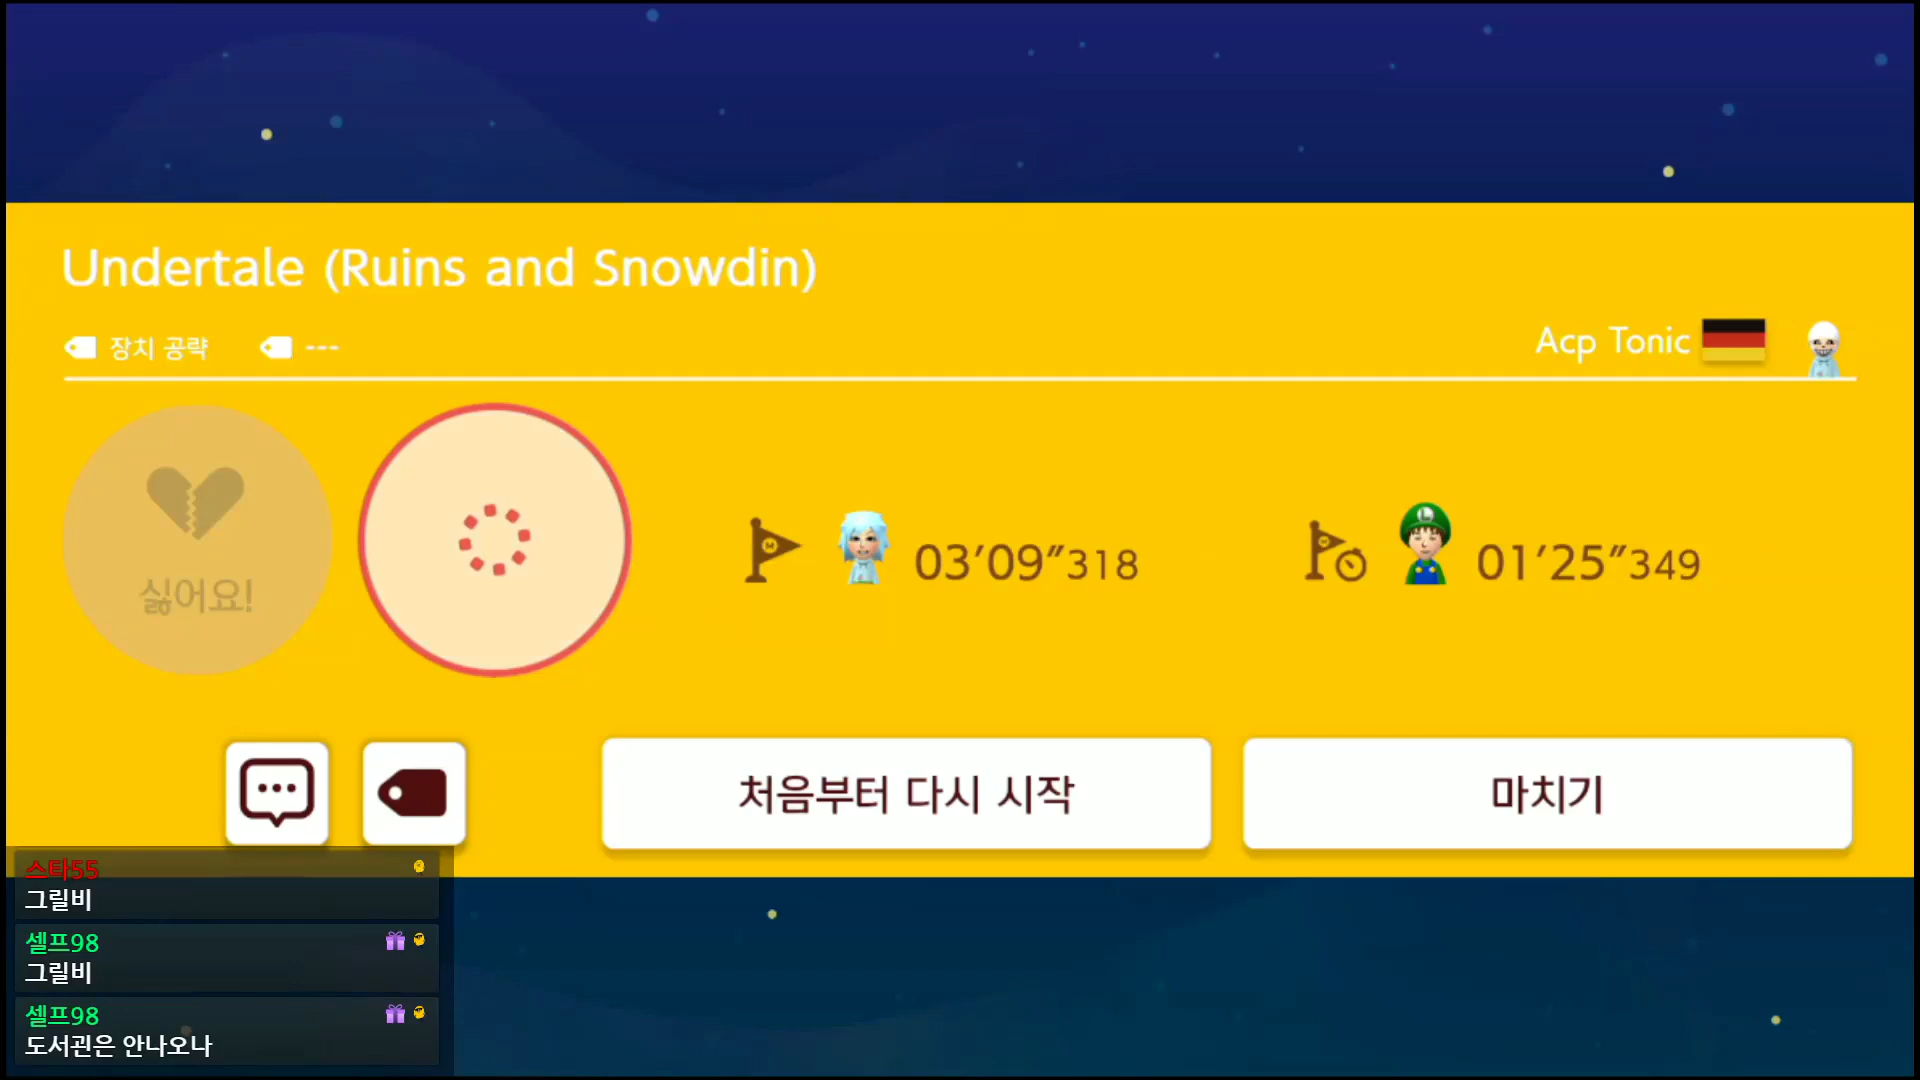 Undertale (Ruins and Snowdin)
장치 공략
---
Acp Tonic
싫어요!
03′09″318
01′25″349
처음부터 다시 시작
마치기
스타55
그릴비
셀프98
그릴비
셀프98
도서괸은 안나오나